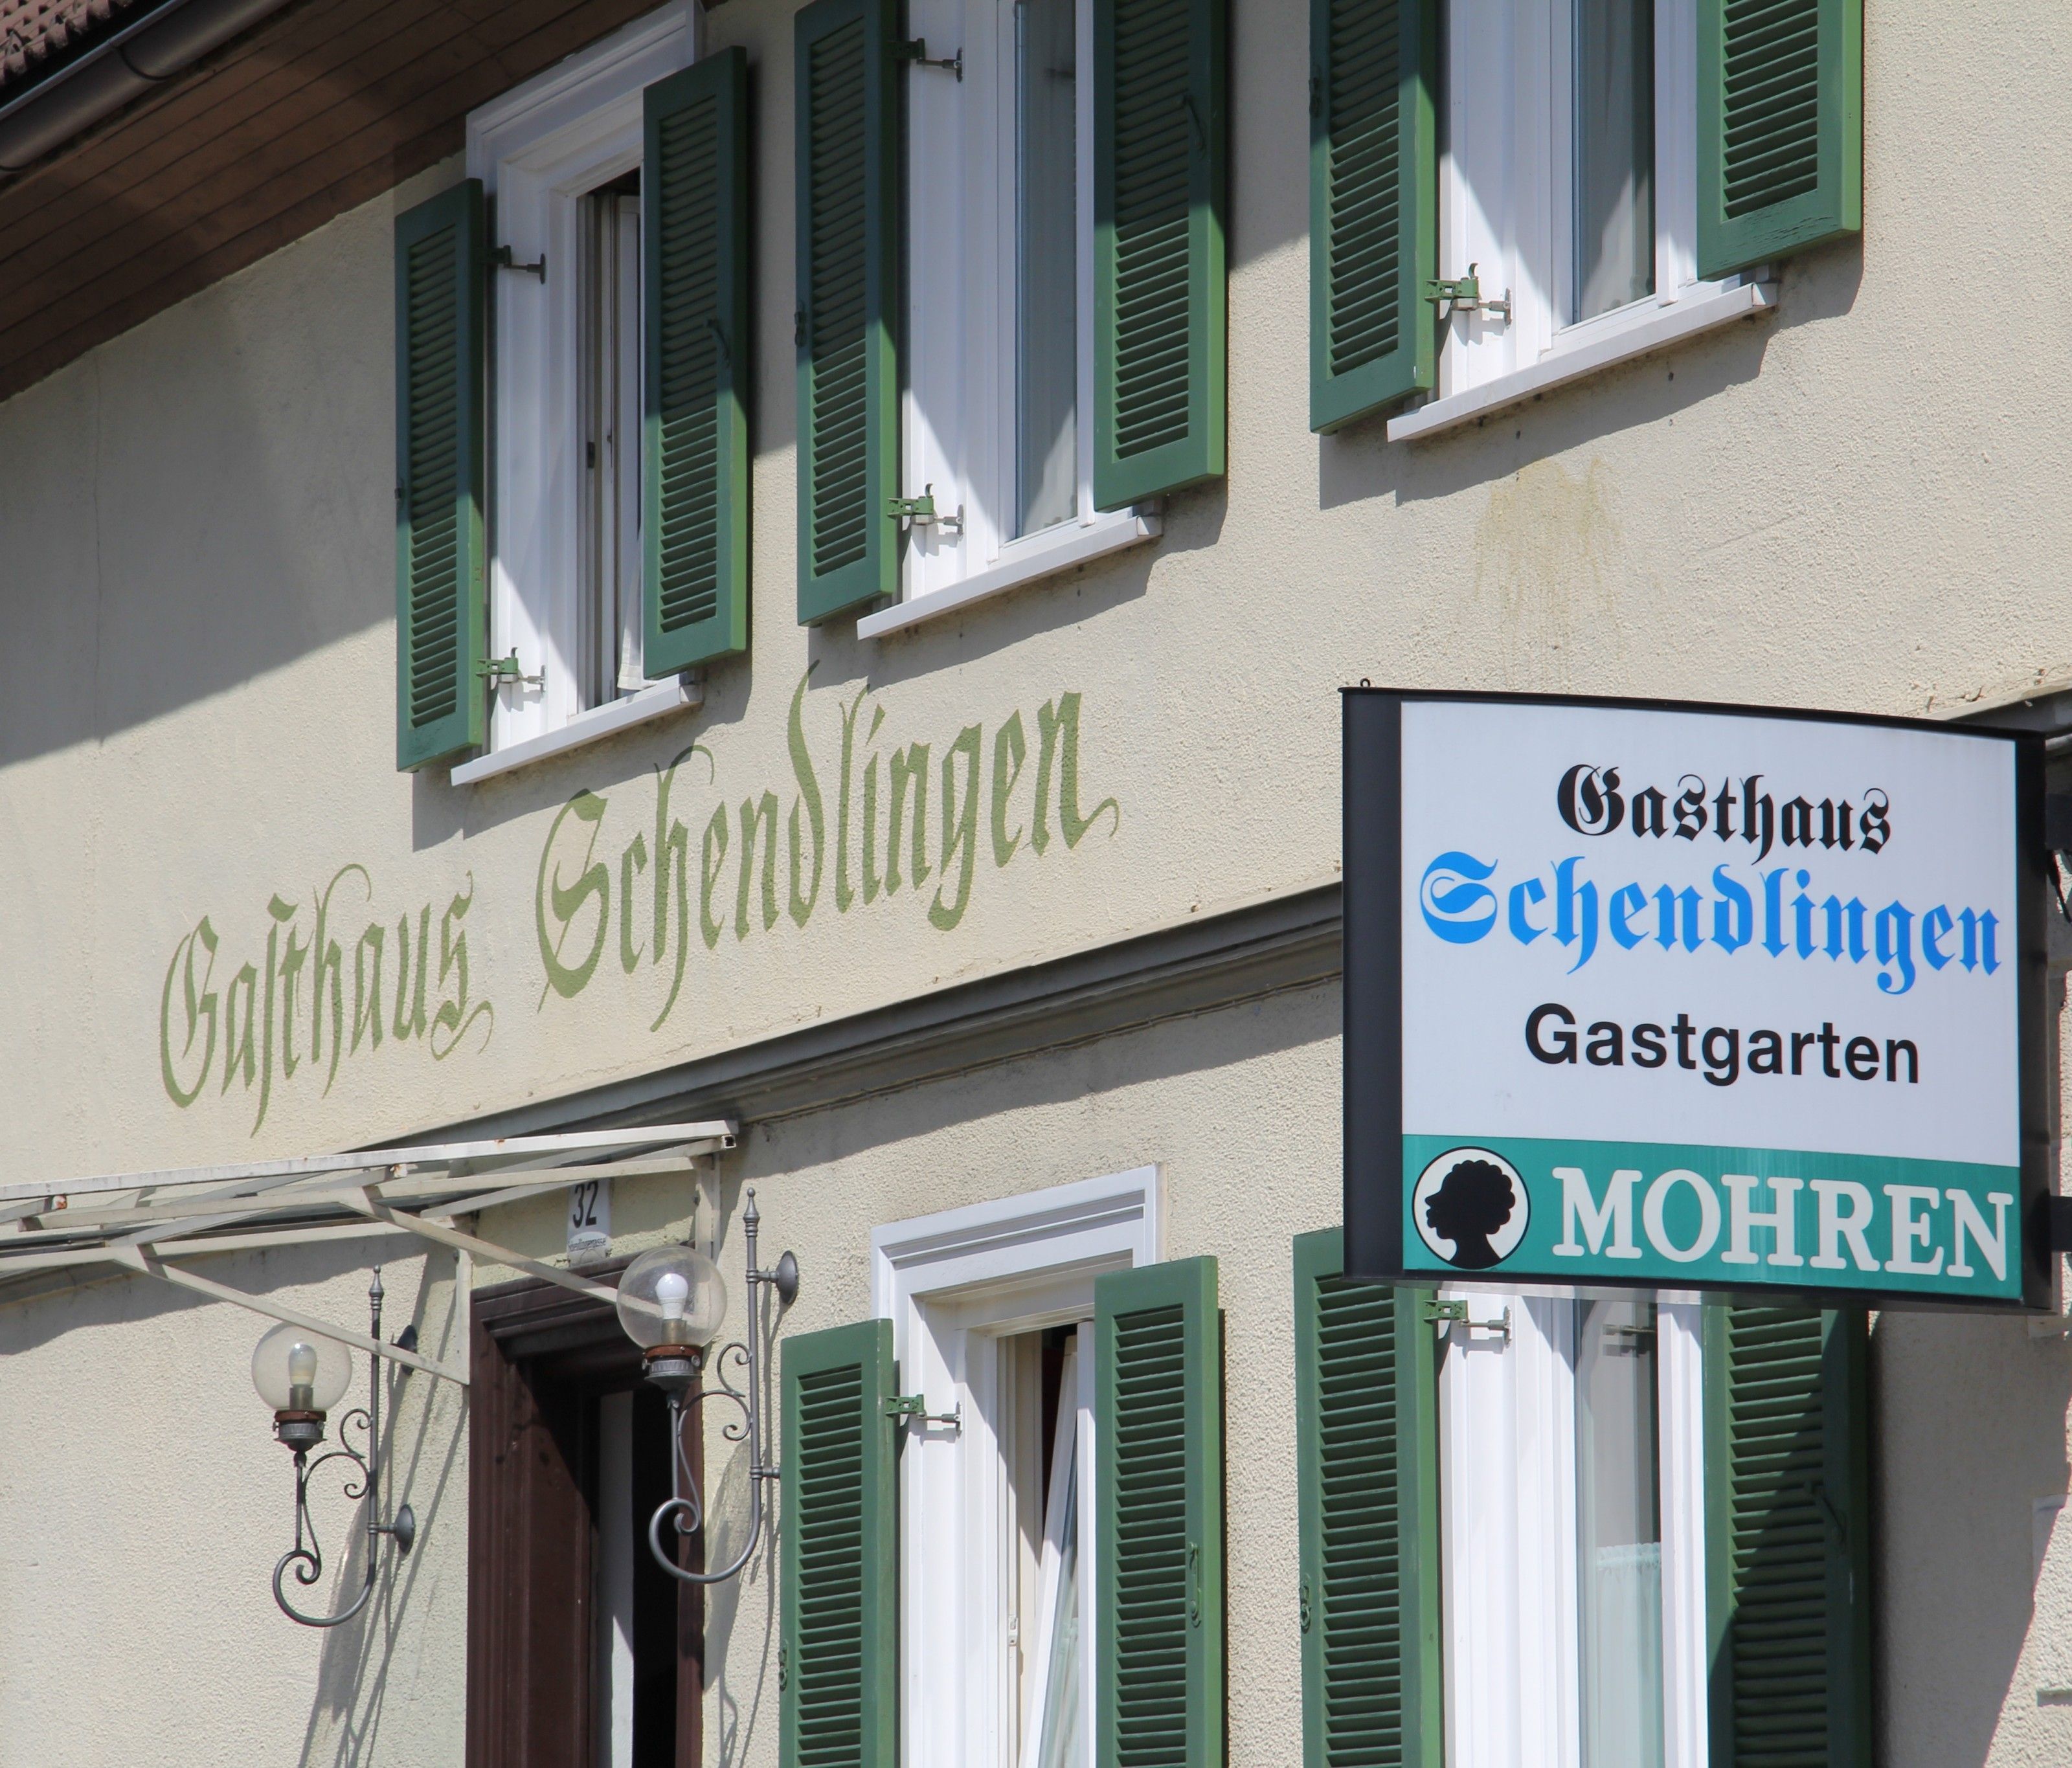 Gaſthaus Schendlingen
Gasthaus
Schendlingen
Gastgarten
MOHREN
32